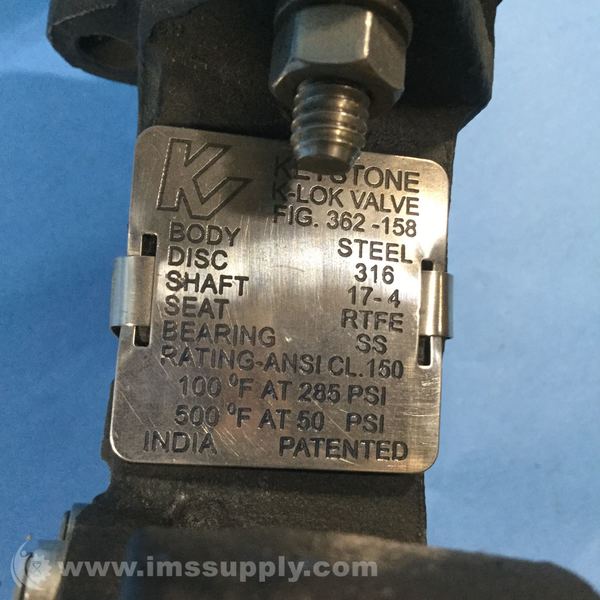 KEYSTONE
K-LOK VALVE
FIG. 362-158
BODY STEEL
DISC 316
SHAFT 17-4
SEAT RTFE
BEARING SS
RATING-ANSI CL.150
100 °F AT 285 PSI
500 °F AT 50 PSI
INDIA PATENTED
www.imssupply.com